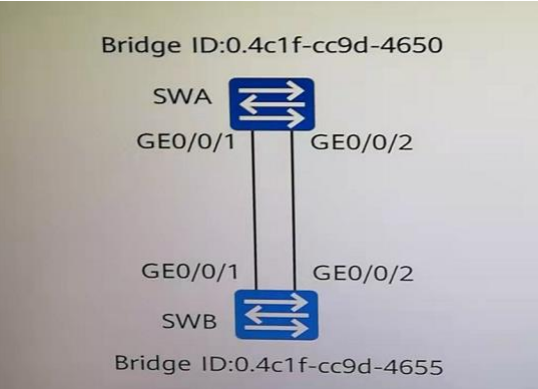 Bridge ID:0.4c1f-cc9d-4650
SWA
GE0/0/1 GE0/0/2
GE0/0/1 GE0/0/2
SWB
Bridge ID:0.4c1f-cc9d-4655